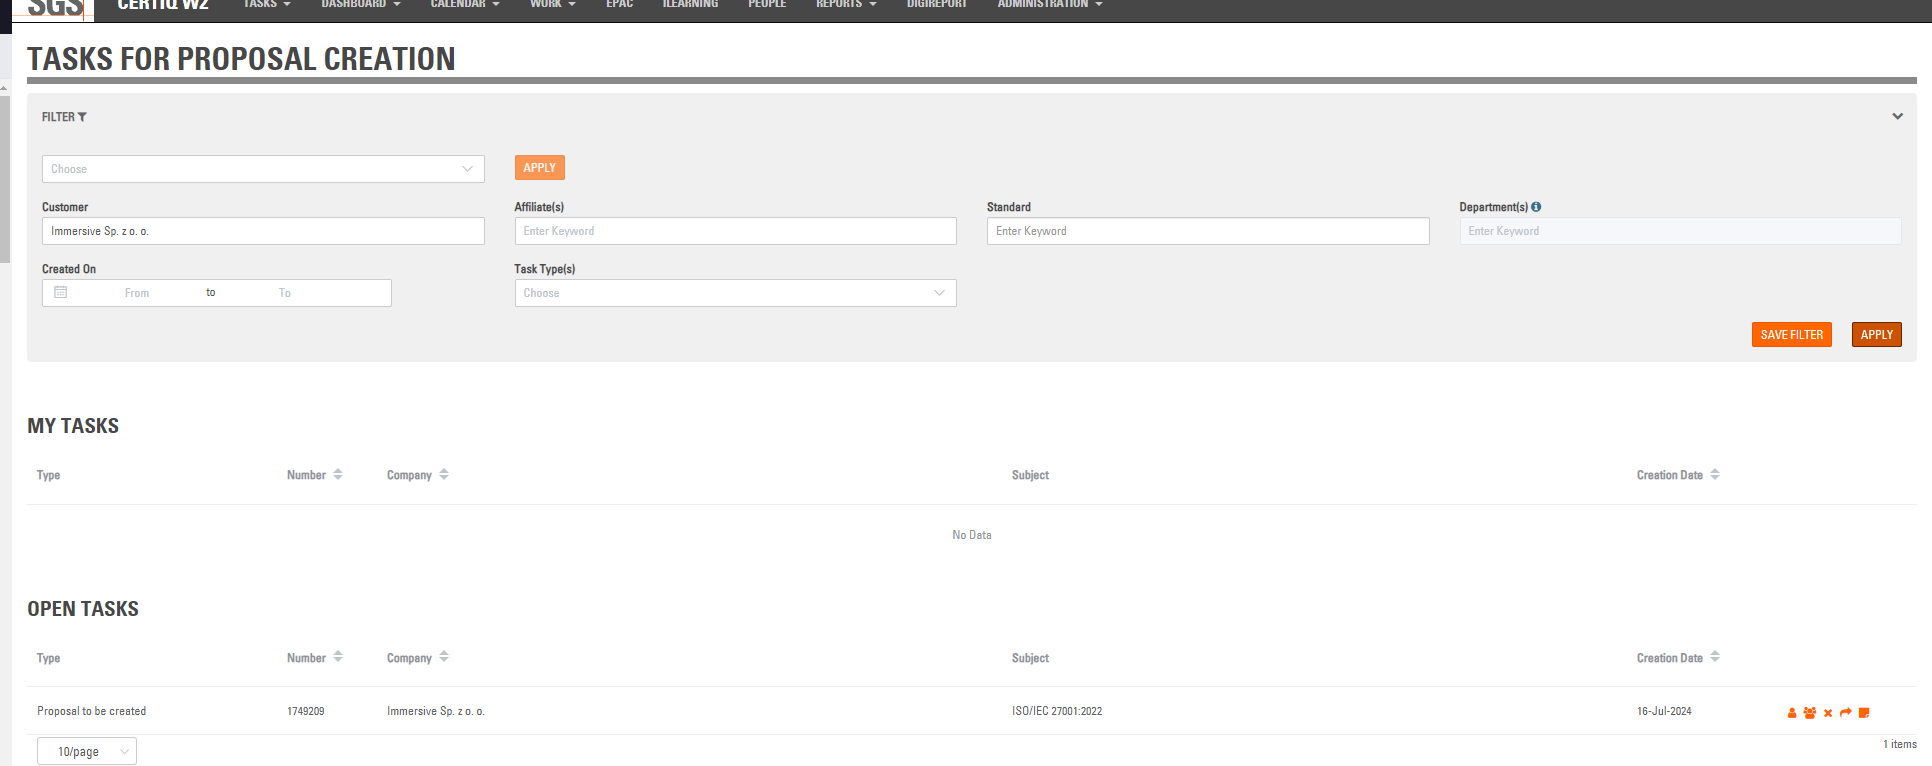 SGS CERTIQ W2 TASKS DASHBOARD CALENDAR WORK EPAC ILEARNING PEOPLE REPORTS DIGIREPORT ADMINISTRATION
TASKS FOR PROPOSAL CREATION
FILTER
Choose APPLY
Customer Affiliate(s) Standard Department(s)
Immersive Sp. z o. o. Enter Keyword Enter Keyword Enter Keyword
Created On Task Type(s)
From to To Choose
SAVE FILTER APPLY
MY TASKS
Type Number Company Subject Creation Date
No Data
OPEN TASKS
Type Number Company Subject Creation Date
Proposal to be created 1749209 Immersive Sp. z o. o. ISO/IEC 27001:2022 16-Jul-2024
10/page 1 items